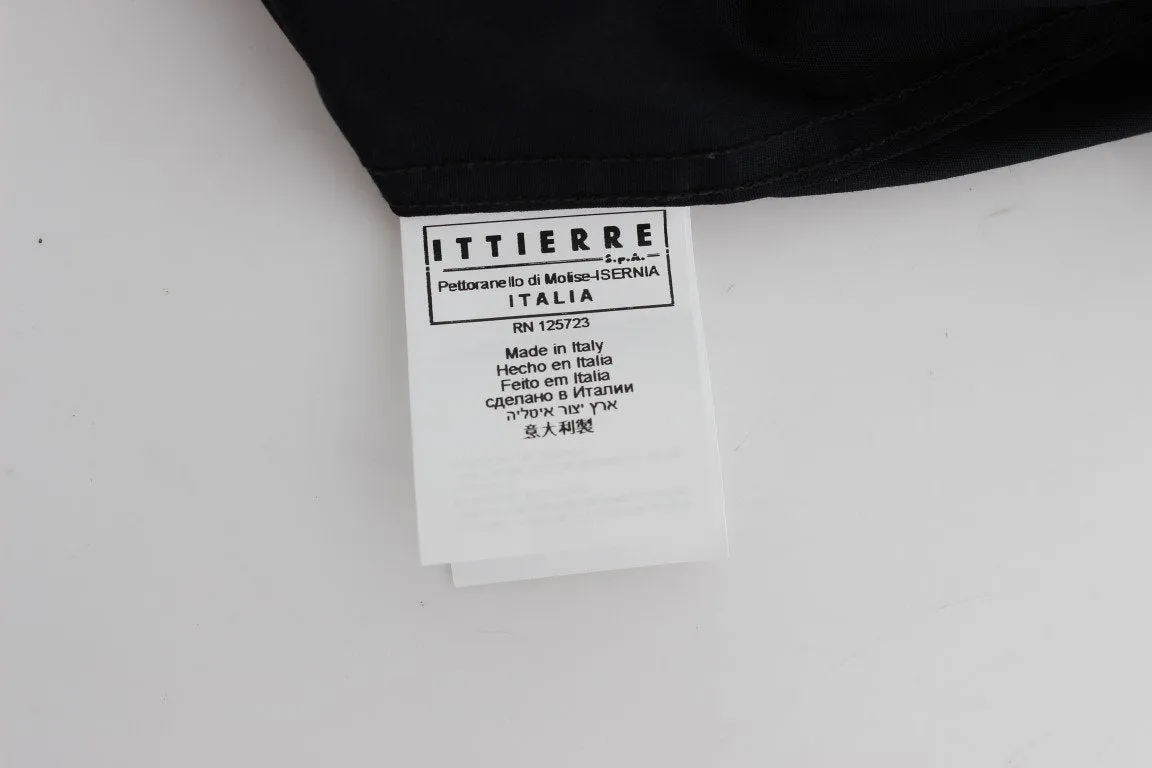 ITTIERRE
S.p.A.
Pettoranello di Molise-ISERNIA
ITALIA
RN 125723
Made in Italy
Hecho en Italia
Feito em Italia
сделано в Италии
ארץ יצור איטליה
意大利製